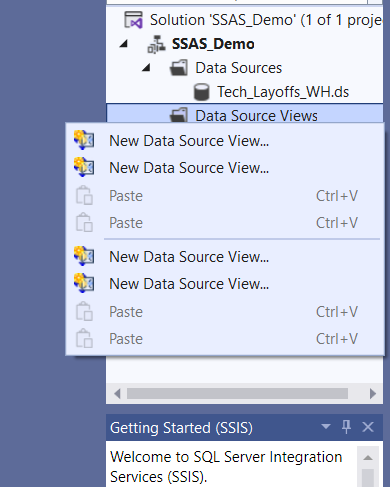 Solution 'SSAS_Demo' (1 of 1 proje
SSAS_Demo
Data Sources
Tech_Layoffs_WH.ds
Data Source Views
New Data Source View...
New Data Source View...
Paste Ctrl+V
Paste Ctrl+V
New Data Source View...
New Data Source View...
Paste Ctrl+V
Paste Ctrl+V
Getting Started (SSIS)
Welcome to SQL Server Integration
Services (SSIS).